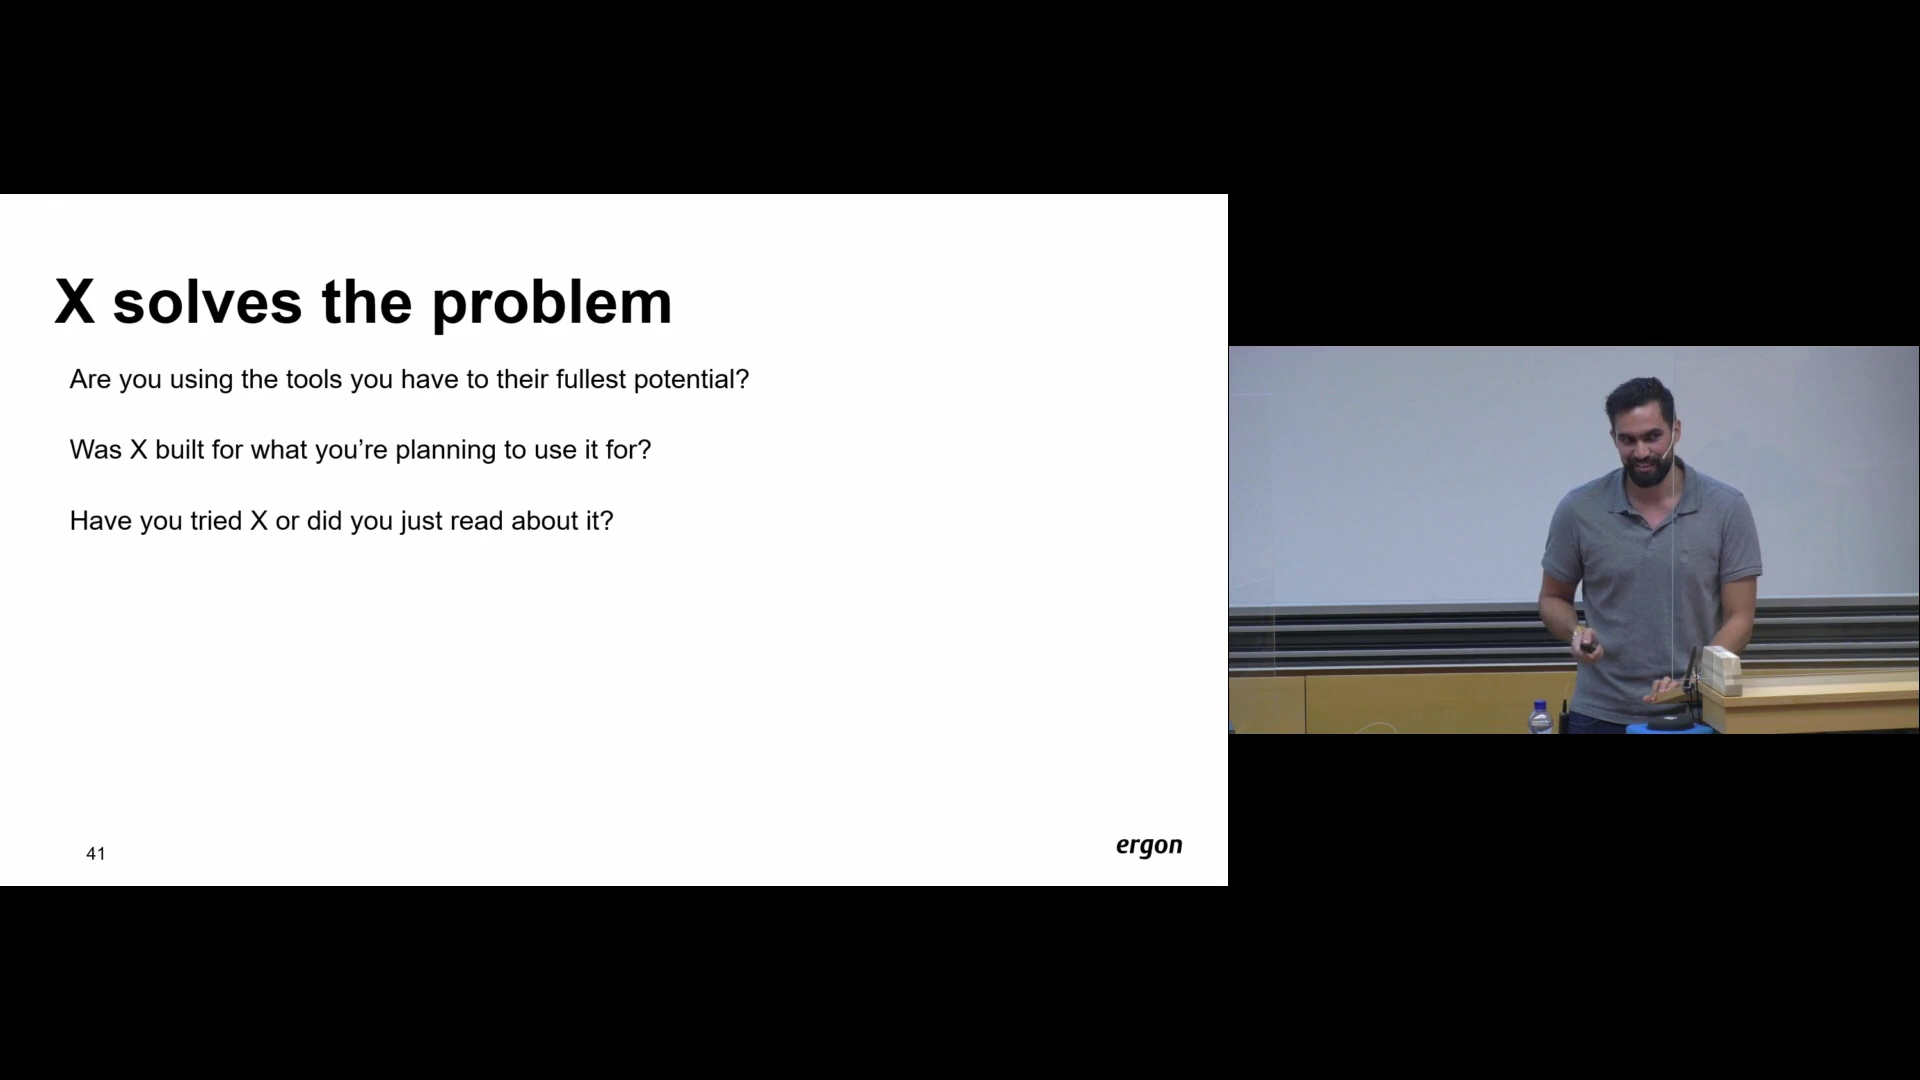 X solves the problem
Are you using the tools you have to their fullest potential?
Was X built for what you’re planning to use it for?
Have you tried X or did you just read about it?
41
ergon